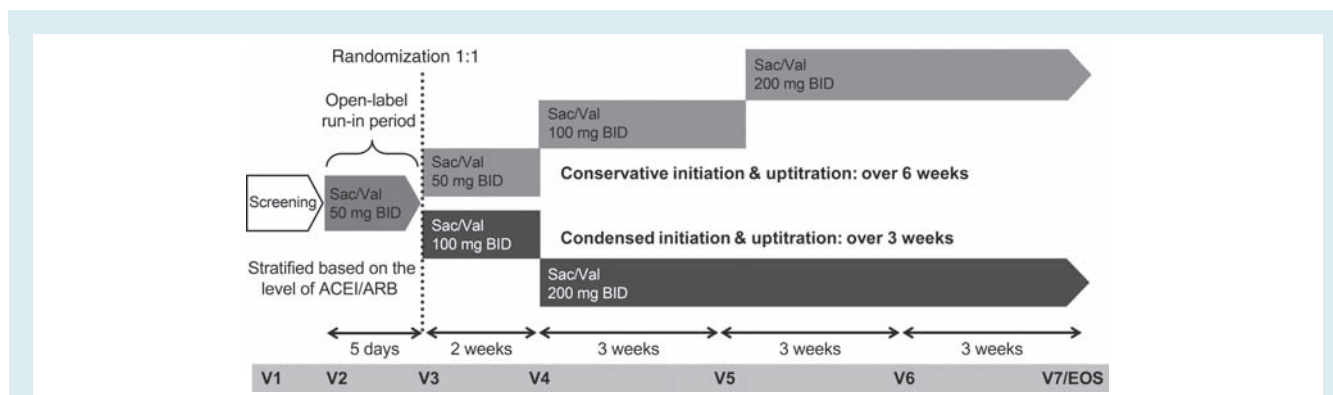 Randomization 1:1
Open-label
run-in period
Screening
Sac/Val
50 mg BID
Sac/Val
50 mg BID
Sac/Val
100 mg BID
Sac/Val
200 mg BID
Conservative initiation & uptitration: over 6 weeks
Sac/Val
100 mg BID
Condensed initiation & uptitration: over 3 weeks
Sac/Val
200 mg BID
Stratified based on the
level of ACEI/ARB
5 days
2 weeks
3 weeks
3 weeks
3 weeks
V1
V2
V3
V4
V5
V6
V7/EOS